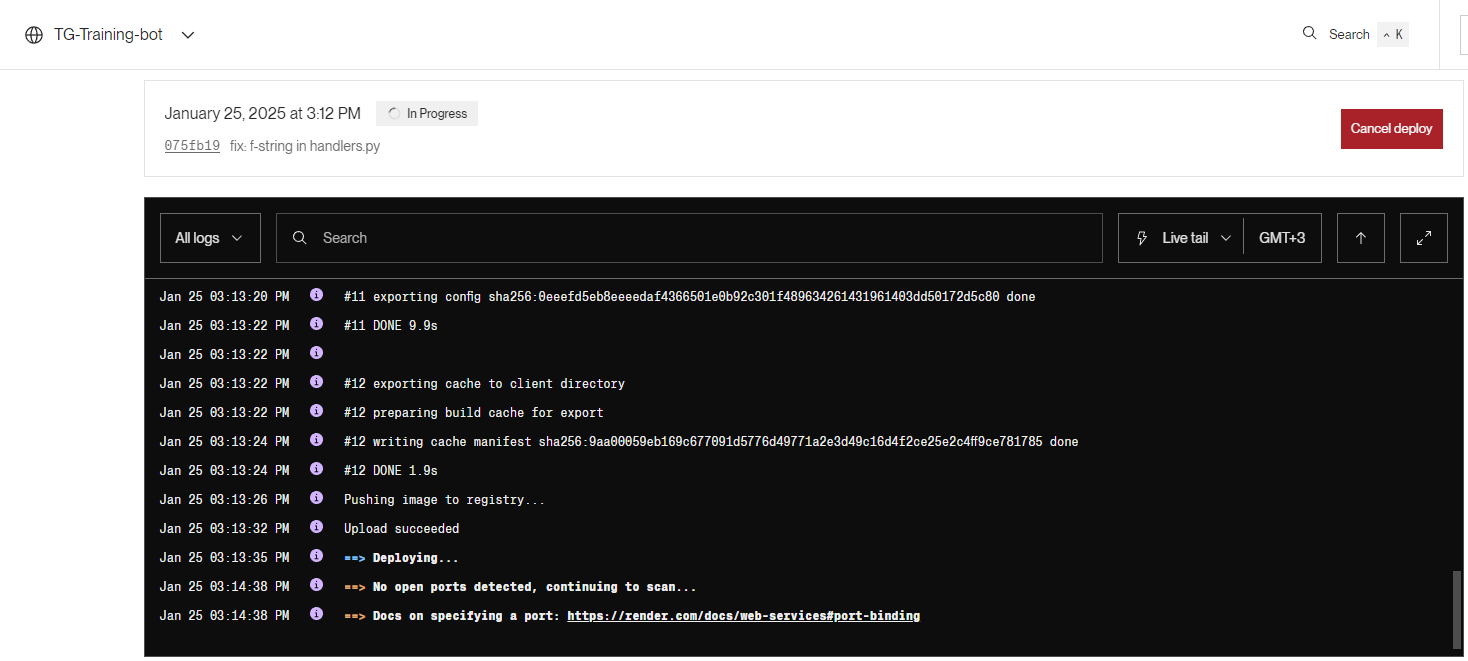 TG-Training-bot
Search ^ K
January 25, 2025 at 3:12 PM In Progress
Cancel deploy
075fb19 fix: f-string in handlers.py
All logs Search Live tail GMT+3
Jan 25 03:13:20 PM #11 exporting config sha256:0eeefd5eb8eeeedaf4366501e0b92c301f489634261431961403dd50172d5c80 done
Jan 25 03:13:22 PM #11 DONE 9.9s
Jan 25 03:13:22 PM
Jan 25 03:13:22 PM #12 exporting cache to client directory
Jan 25 03:13:22 PM #12 preparing build cache for export
Jan 25 03:13:24 PM #12 writing cache manifest sha256:9aa00059eb169c677091d5776d49771a2e3d49c16d4f2ce25e2c4ff9ce781785 done
Jan 25 03:13:24 PM #12 DONE 1.9s
Jan 25 03:13:26 PM Pushing image to registry...
Jan 25 03:13:32 PM Upload succeeded
Jan 25 03:13:35 PM ==> Deploying...
Jan 25 03:14:38 PM ==> No open ports detected, continuing to scan...
Jan 25 03:14:38 PM ==> Docs on specifying a port: https://render.com/docs/web-services#port-binding